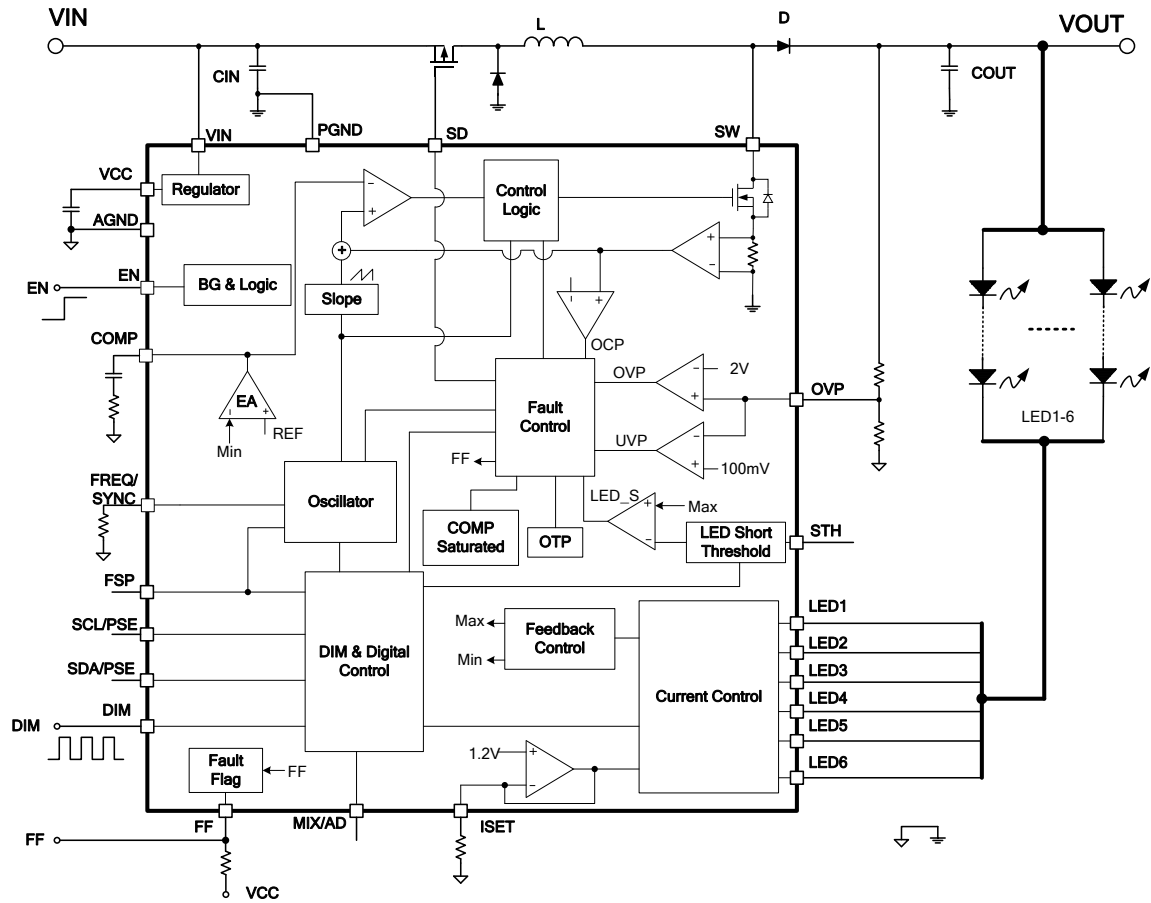 VIN
L
D
VOUT
CIN
COUT
VIN
PGND
SD
SW
VCC
Regulator
Control
Logic
−
+
AGND
+
+
−
EN
EN
BG & Logic
Slope
−
+
COMP
OCP
OVP
−
+
2V
EA
−
+
REF
Min
Fault
Control
OVP
UVP
−
+
100mV
LED1-6
FF
FREQ/
SYNC
Oscillator
LED_S
+
−
Max
COMP
Saturated
OTP
LED Short
Threshold
STH
FSP
SCL/PSE
SDA/PSE
DIM & Digital
Control
Max
Min
Feedback
Control
Current Control
LED1
LED2
LED3
LED4
LED5
LED6
DIM
DIM
Fault
Flag
FF
1.2V
+
−
FF
MIX/AD
ISET
FF
VCC